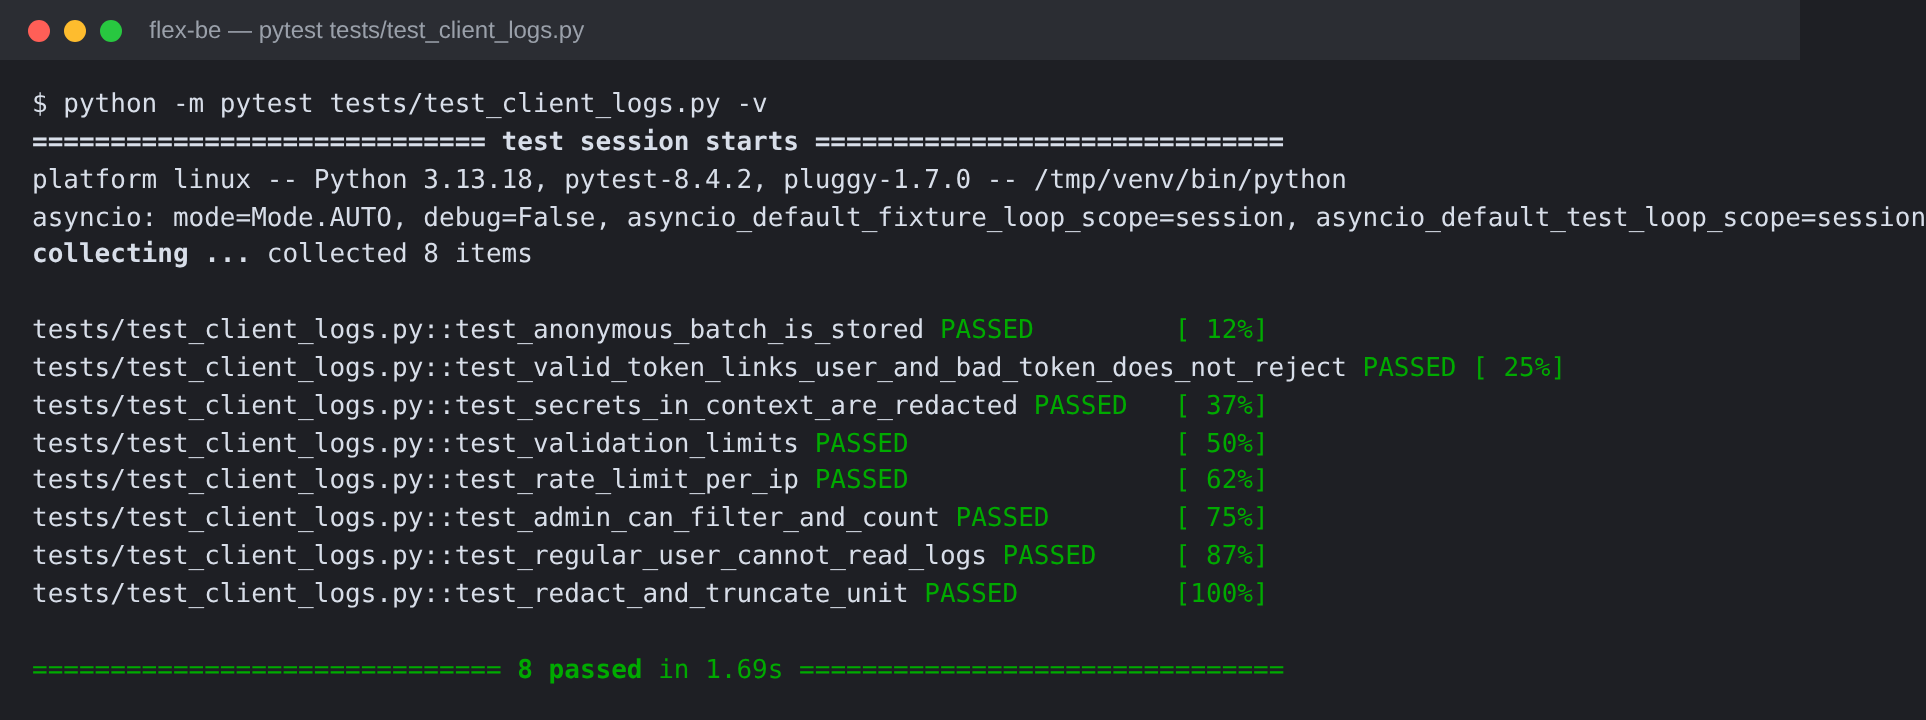 flex-be — pytest tests/test_client_logs.py
$ python -m pytest tests/test_client_logs.py -v
============================= test session starts ==============================
platform linux -- Python 3.13.18, pytest-8.4.2, pluggy-1.7.0 -- /tmp/venv/bin/python
asyncio: mode=Mode.AUTO, debug=False, asyncio_default_fixture_loop_scope=session, asyncio_default_test_loop_scope=session
collecting ... collected 8 items
tests/test_client_logs.py::test_anonymous_batch_is_stored PASSED         [ 12%]
tests/test_client_logs.py::test_valid_token_links_user_and_bad_token_does_not_reject PASSED [ 25%]
tests/test_client_logs.py::test_secrets_in_context_are_redacted PASSED   [ 37%]
tests/test_client_logs.py::test_validation_limits PASSED                 [ 50%]
tests/test_client_logs.py::test_rate_limit_per_ip PASSED                 [ 62%]
tests/test_client_logs.py::test_admin_can_filter_and_count PASSED        [ 75%]
tests/test_client_logs.py::test_regular_user_cannot_read_logs PASSED     [ 87%]
tests/test_client_logs.py::test_redact_and_truncate_unit PASSED          [100%]
============================== 8 passed in 1.69s ===============================